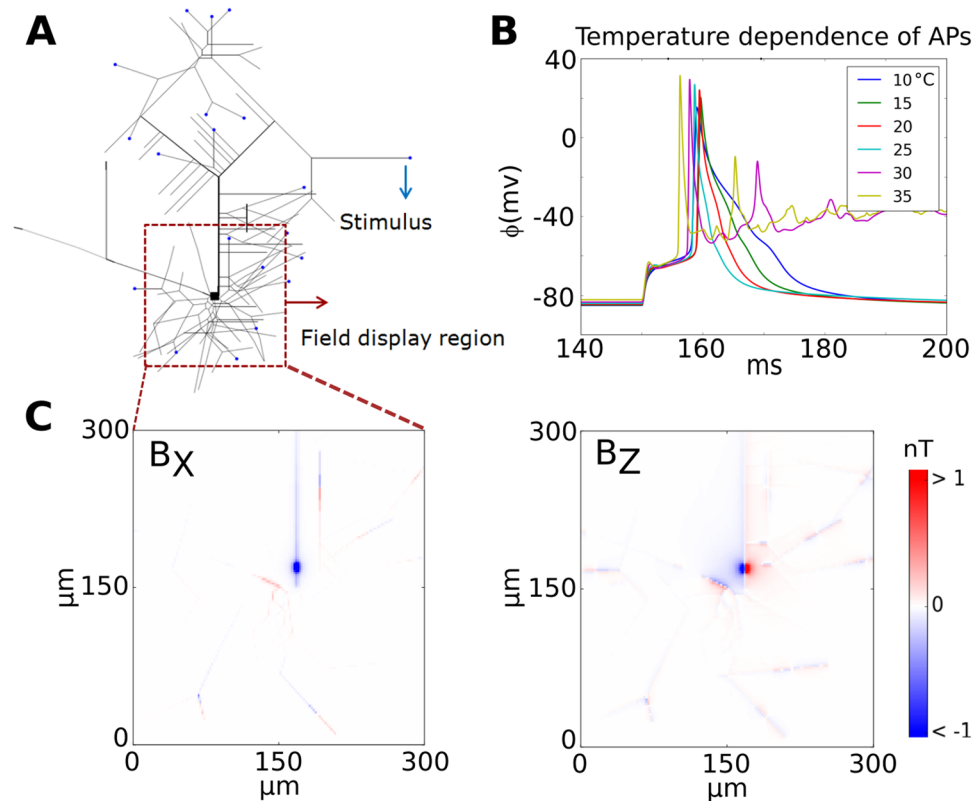 A
Stimulus
Field display region
B
Temperature dependence of APs
ϕ(mv)
40
0
-40
-80
10 °C
15
20
25
30
35
140
160
180
200
ms
C
BX
300
150
0
μm
0
150
300
μm
BZ
300
150
0
μm
0
150
300
μm
nT
> 1
0
< -1